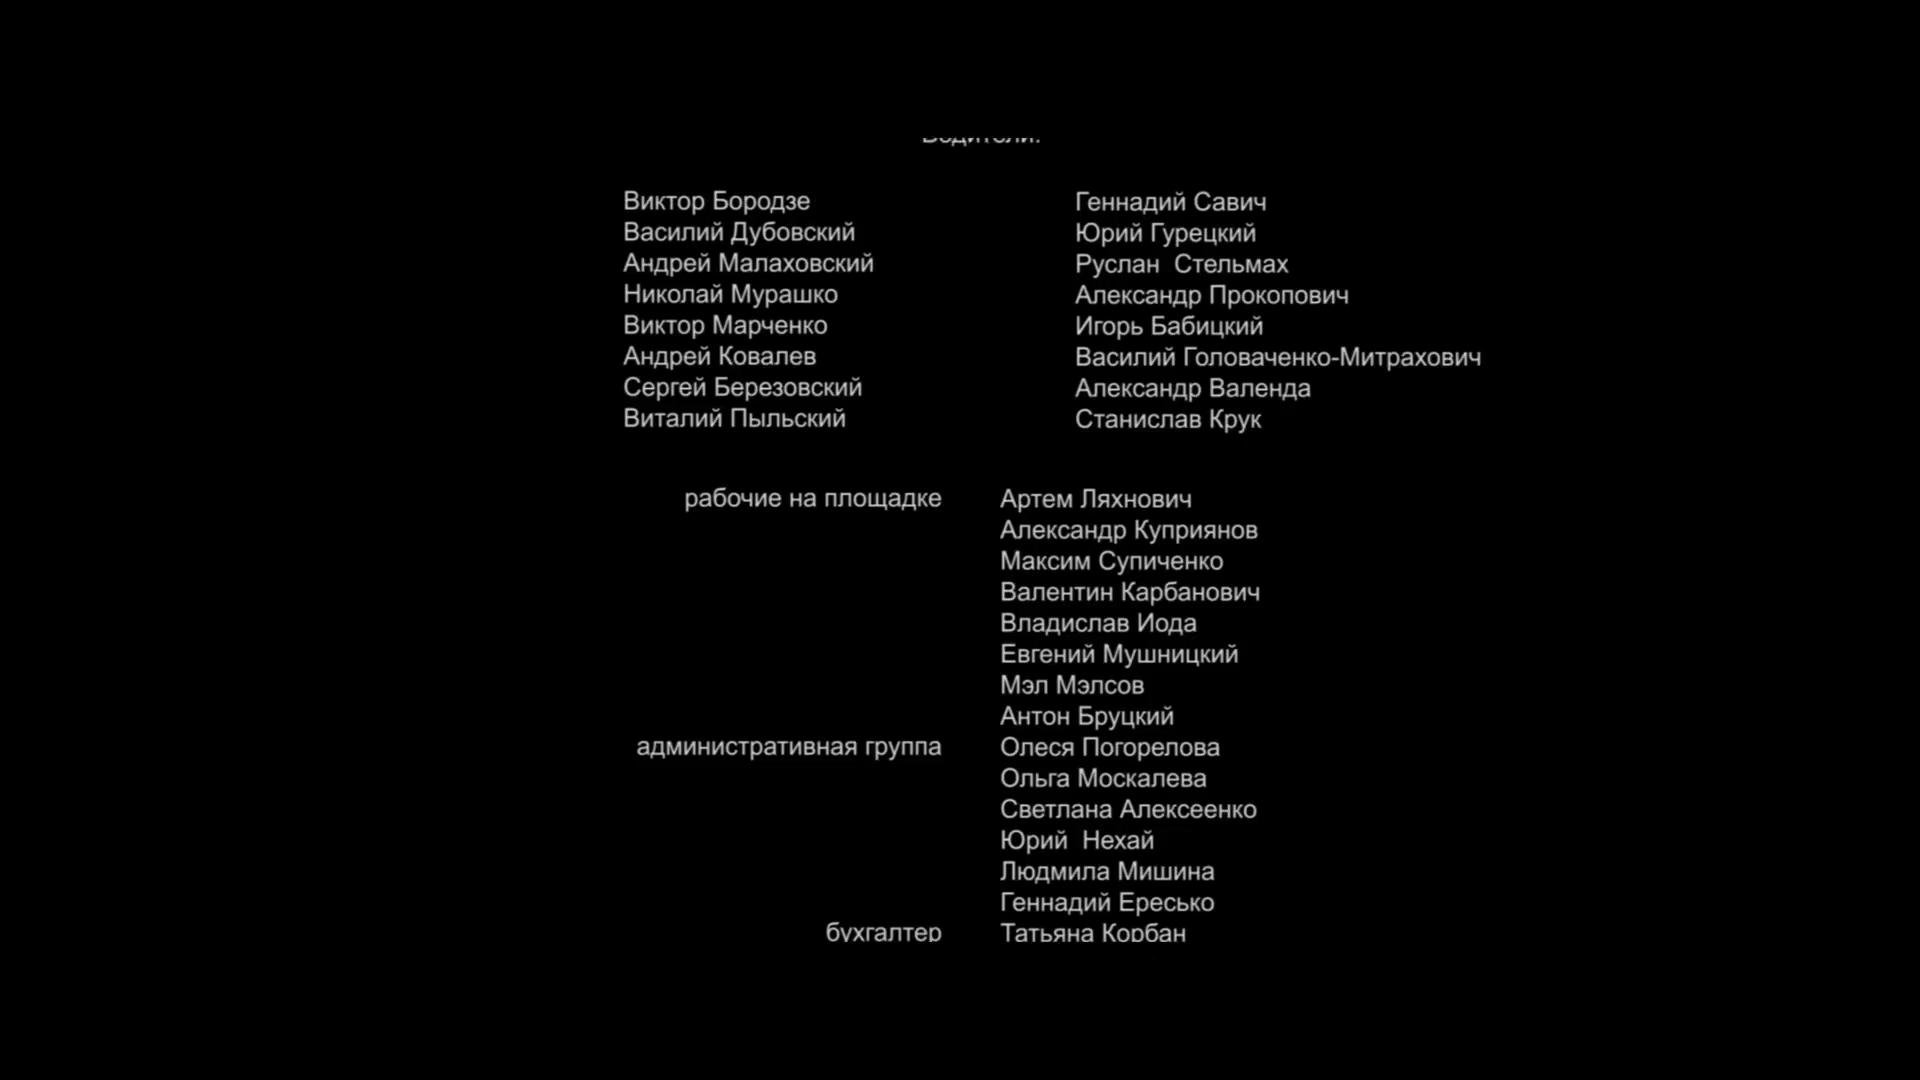 Водители:
Виктор Бородзе
Геннадий Савич
Василий Дубовский
Юрий Гурецкий
Андрей Малаховский
Руслан  Стельмах
Николай Мурашко
Александр Прокопович
Виктор Марченко
Игорь Бабицкий
Андрей Ковалев
Василий Головаченко-Митрахович
Сергей Березовский
Александр Валенда
Виталий Пыльский
Станислав Крук
рабочие на площадке Артем Ляхнович
Александр Куприянов
Максим Супиченко
Валентин Карбанович
Владислав Иода
Евгений Мушницкий
Мэл Мэлсов
Антон Бруцкий
административная группа Олеся Погорелова
Ольга Москалева
Светлана Алексеенко
Юрий  Нехай
Людмила Мишина
Геннадий Ересько
бухгалтер Татьяна Корбан